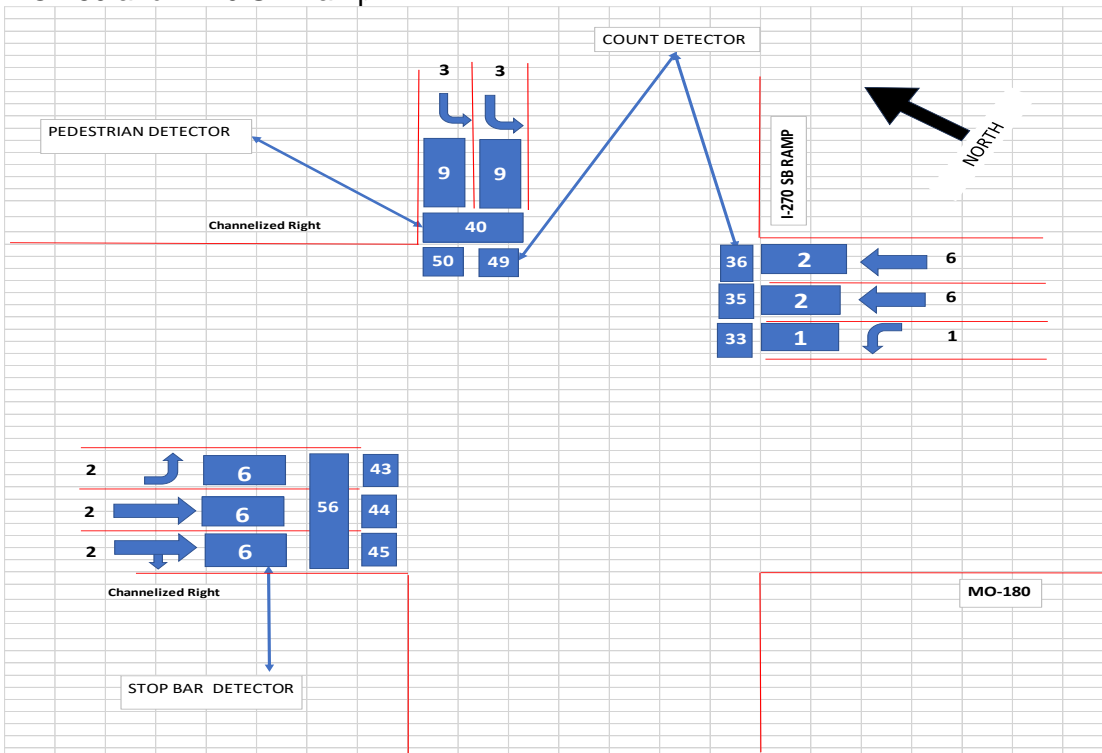 COUNT DETECTOR
3 3
PEDESTRIAN DETECTOR
NORTH
I-270 SB RAMP
9 9
Channelized Right
40
50 49
36 2 6
35 2 6
33 1 1
2 6 43
56
2 6 44
2 6 45
Channelized Right
MO-180
STOP BAR DETECTOR